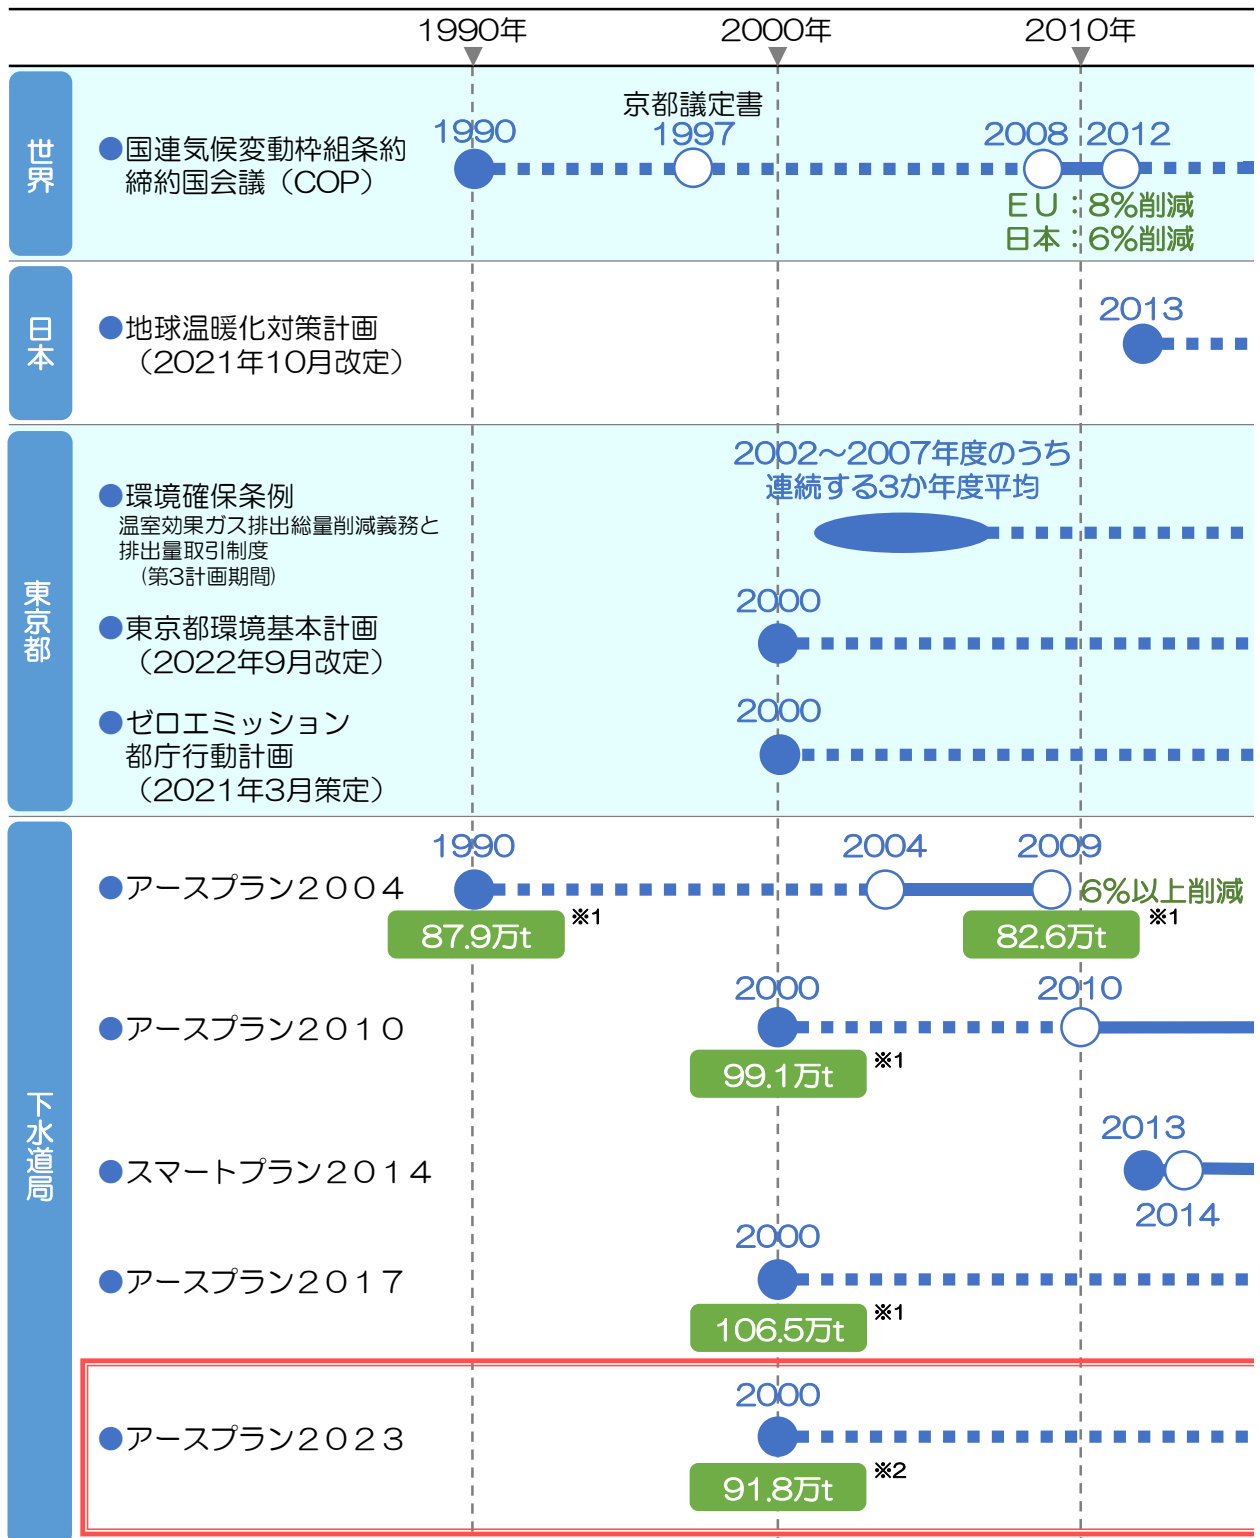 1990年
2000年
2010年
世界
●国連気候変動枠組条約
締約国会議（COP）
京都議定書
1990
1997
2008
2012
ＥＵ：8%削減
日本：6%削減
日本
●地球温暖化対策計画
（2021年10月改定）
2013
東京都
●環境確保条例
温室効果ガス排出総量削減義務と
排出量取引制度
(第3計画期間)
2002～2007年度のうち
連続する3か年度平均
●東京都環境基本計画
（2022年9月改定）
2000
●ゼロエミッション
都庁行動計画
（2021年3月策定）
2000
下水道局
●アースプラン２００４
1990
2004
2009
6%以上削減
87.9万t
※1
82.6万t
※1
●アースプラン２０１０
2000
2010
99.1万t
※1
●スマートプラン２０１４
2013
2014
●アースプラン２０１７
2000
106.5万t
※1
●アースプラン２０２３
2000
91.8万t
※2